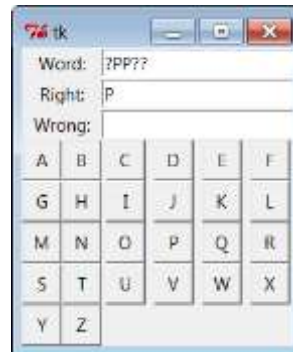 tk
Word: ?PP??
Right: P
Wrong:
A B C D E F
G H I J K L
M N O P Q R
S T U V W X
Y Z